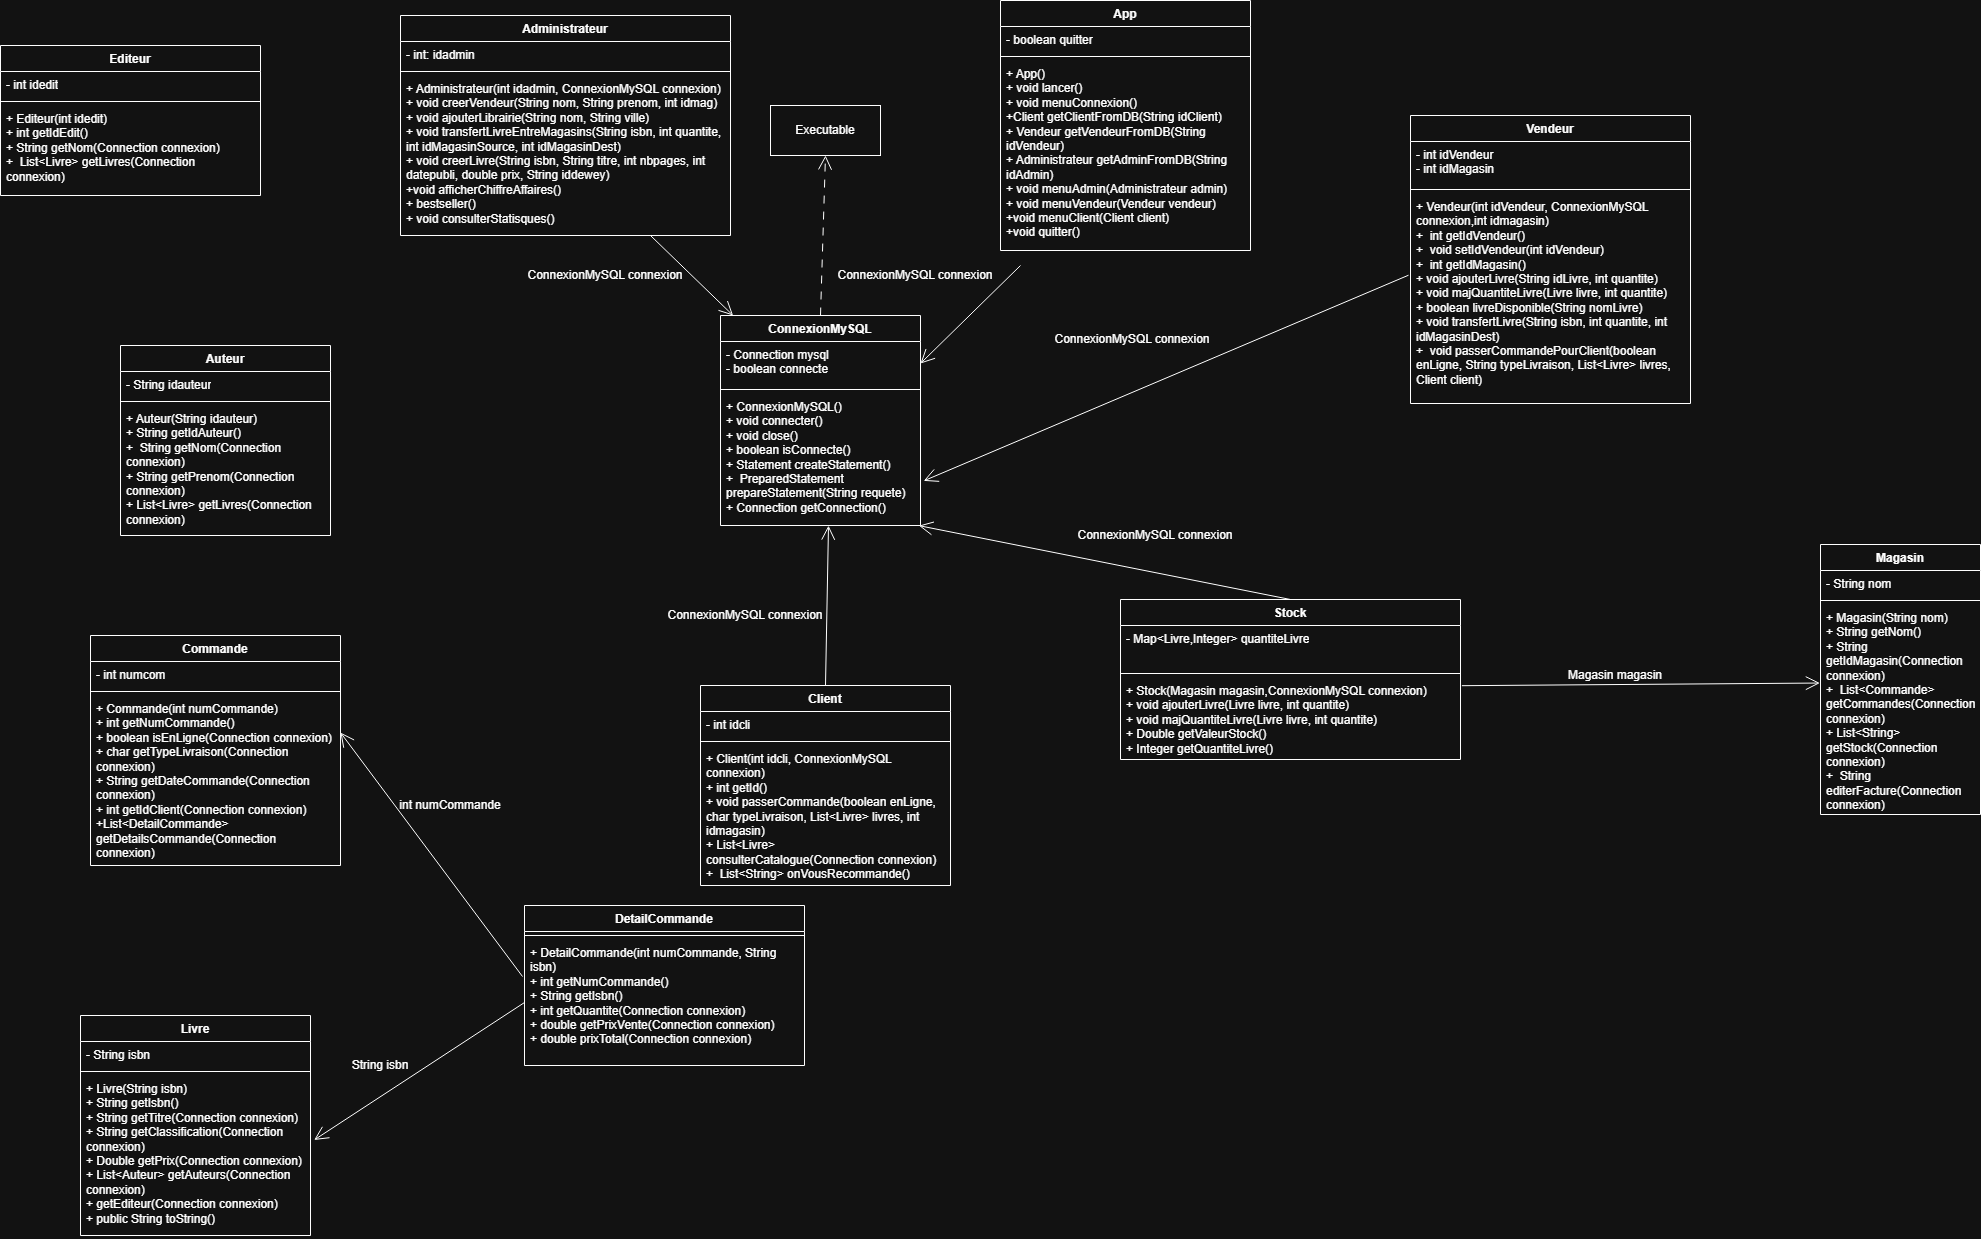 Editeur
- int idedit
+ Editeur(int idedit)
+ int getIdEdit()
+ String getNom(Connection connexion)
+  List<Livre> getLivres(Connection
connexion)
Administrateur
- int: idadmin
+ Administrateur(int idadmin, ConnexionMySQL connexion)
+ void creerVendeur(String nom, String prenom, int idmag)
+ void ajouterLibrairie(String nom, String ville)
+ void transfertLivreEntreMagasins(String isbn, int quantite,
int idMagasinSource, int idMagasinDest)
+ void creerLivre(String isbn, String titre, int nbpages, int
datepubli, double prix, String iddewey)
+void afficherChiffreAffaires()
+ bestseller()
+ void consulterStatisques()
Executable
App
- boolean quitter
+ App()
+ void lancer()
+ void menuConnexion()
+Client getClientFromDB(String idClient)
+ Vendeur getVendeurFromDB(String
idVendeur)
+ Administrateur getAdminFromDB(String
idAdmin)
+ void menuAdmin(Administrateur admin)
+ void menuVendeur(Vendeur vendeur)
+void menuClient(Client client)
+void quitter()
Vendeur
- int idVendeur
- int idMagasin
+ Vendeur(int idVendeur, ConnexionMySQL
connexion,int idmagasin)
+  int getIdVendeur()
+  void setIdVendeur(int idVendeur)
+  int getIdMagasin()
+ void ajouterLivre(String idLivre, int quantite)
+ void majQuantiteLivre(Livre livre, int quantite)
+ boolean livreDisponible(String nomLivre)
+ void transfertLivre(String isbn, int quantite, int
idMagasinDest)
+  void passerCommandePourClient(boolean
enLigne, String typeLivraison, List<Livre> livres,
Client client)
ConnexionMySQL connexion
ConnexionMySQL connexion
ConnexionMySQL connexion
ConnexionMySQL
- Connection mysql
- boolean connecte
+ ConnexionMySQL()
+ void connecter()
+ void close()
+ boolean isConnecte()
+ Statement createStatement()
+  PreparedStatement
prepareStatement(String requete)
+ Connection getConnection()
Auteur
- String idauteur
+ Auteur(String idauteur)
+ String getIdAuteur()
+  String getNom(Connection
connexion)
+ String getPrenom(Connection
connexion)
+ List<Livre> getLivres(Connection
connexion)
ConnexionMySQL connexion
ConnexionMySQL connexion
Stock
- Map<Livre,Integer> quantiteLivre
+ Stock(Magasin magasin,ConnexionMySQL connexion)
+ void ajouterLivre(Livre livre, int quantite)
+ void majQuantiteLivre(Livre livre, int quantite)
+ Double getValeurStock()
+ Integer getQuantiteLivre()
Magasin magasin
Magasin
- String nom
+ Magasin(String nom)
+ String getNom()
+ String
getIdMagasin(Connection
connexion)
+  List<Commande>
getCommandes(Connection
connexion)
+ List<String>
getStock(Connection
connexion)
+  String
editerFacture(Connection
connexion)
Commande
- int numcom
+ Commande(int numCommande)
+ int getNumCommande()
+ boolean isEnLigne(Connection connexion)
+ char getTypeLivraison(Connection
connexion)
+ String getDateCommande(Connection
connexion)
+ int getIdClient(Connection connexion)
+List<DetailCommande>
getDetailsCommande(Connection
connexion)
int numCommande
Client
- int idcli
+ Client(int idcli, ConnexionMySQL
connexion)
+ int getId()
+ void passerCommande(boolean enLigne,
char typeLivraison, List<Livre> livres, int
idmagasin)
+ List<Livre>
consulterCatalogue(Connection connexion)
+  List<String> onVousRecommande()
DetailCommande
+ DetailCommande(int numCommande, String
isbn)
+ int getNumCommande()
+ String getIsbn()
+ int getQuantite(Connection connexion)
+ double getPrixVente(Connection connexion)
+ double prixTotal(Connection connexion)
String isbn
Livre
- String isbn
+ Livre(String isbn)
+ String getIsbn()
+ String getTitre(Connection connexion)
+ String getClassification(Connection
connexion)
+ Double getPrix(Connection connexion)
+ List<Auteur> getAuteurs(Connection
connexion)
+ getEditeur(Connection connexion)
+ public String toString()